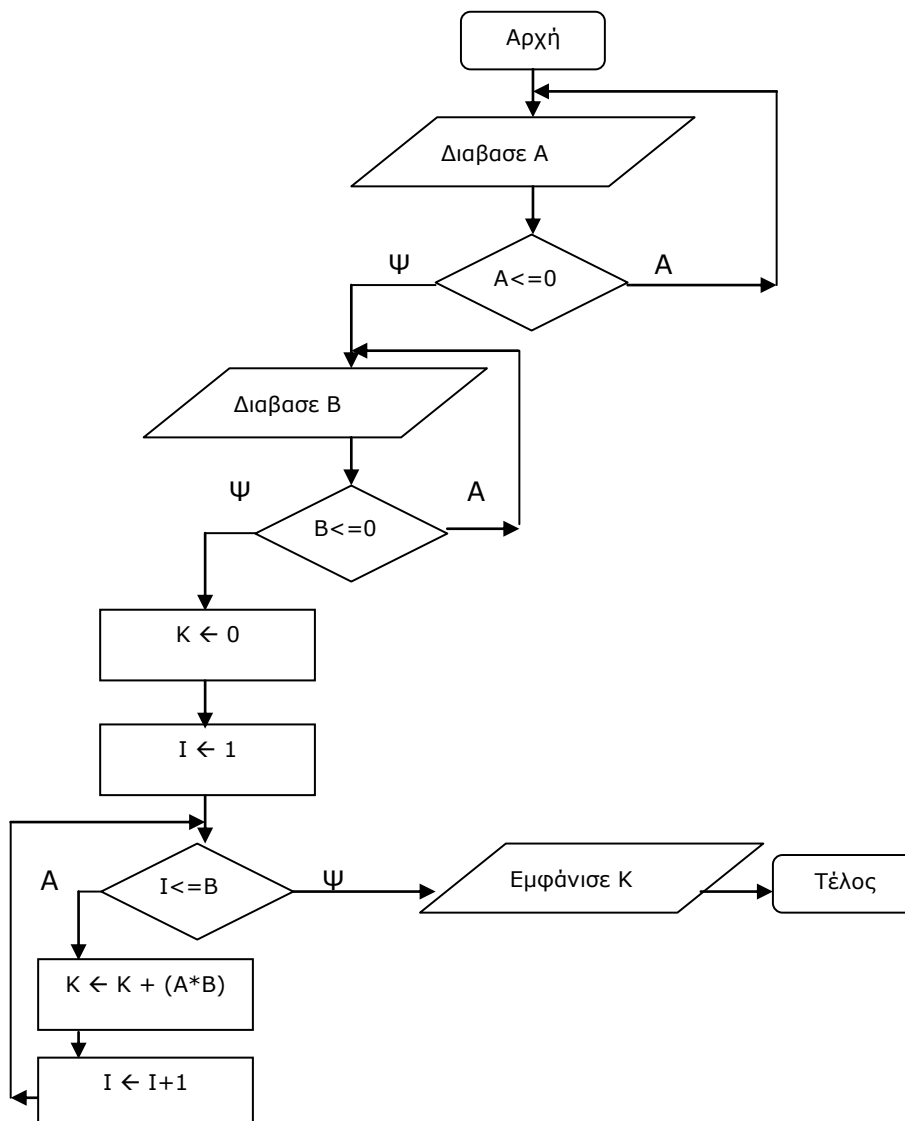 Αρχή
Διαβασε Α
Ψ
Α<=0
Α
Διαβασε Β
Ψ
Β<=0
Α
Κ ← 0
Ι ← 1
Α
Ι<=Β
Ψ
Εμφάνισε Κ
Τέλος
Κ ← Κ + (Α*Β)
Ι ← Ι+1